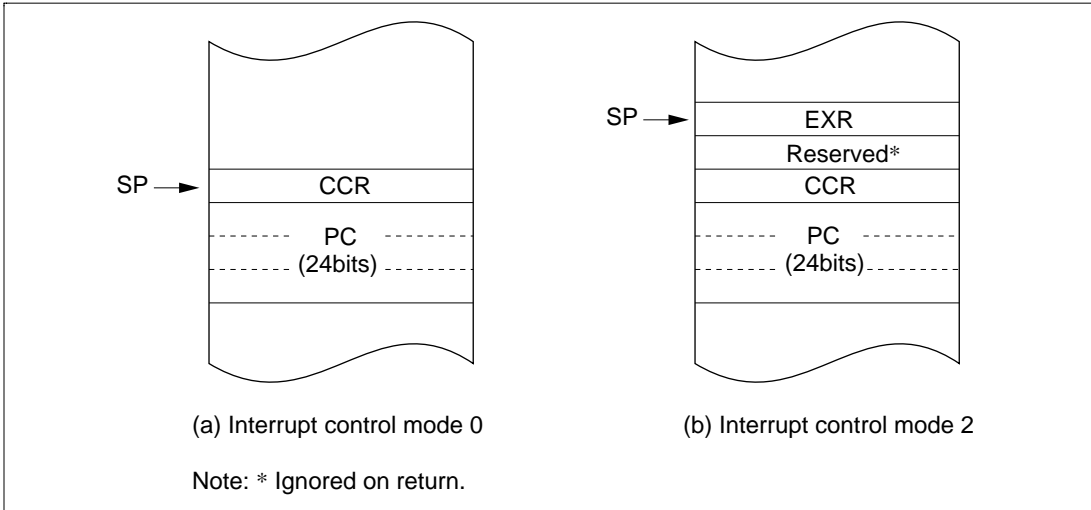 SP
CCR
PC
(24bits)
(a) Interrupt control mode 0
SP
EXR
Reserved*
CCR
PC
(24bits)
(b) Interrupt control mode 2
Note: * Ignored on return.